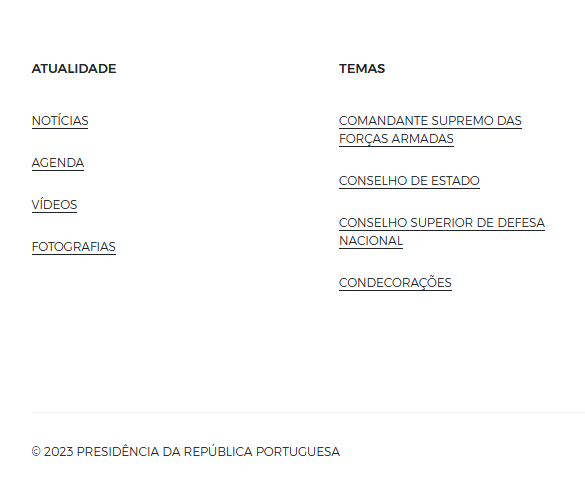 ATUALIDADE
NOTÍCIAS
AGENDA
VÍDEOS
FOTOGRAFIAS
TEMAS
COMANDANTE SUPREMO DAS
FORÇAS ARMADAS
CONSELHO DE ESTADO
CONSELHO SUPERIOR DE DEFESA
NACIONAL
CONDECORAÇÕES
© 2023 PRESIDÊNCIA DA REPÚBLICA PORTUGUESA